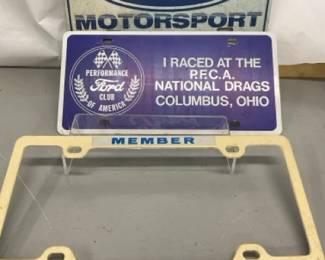 MOTORSPORT
PERFORMANCE
Ford
CLUB
OF AMERICA
I RACED AT THE
P.F.C.A.
NATIONAL DRAGS
COLUMBUS, OHIO
MEMBER